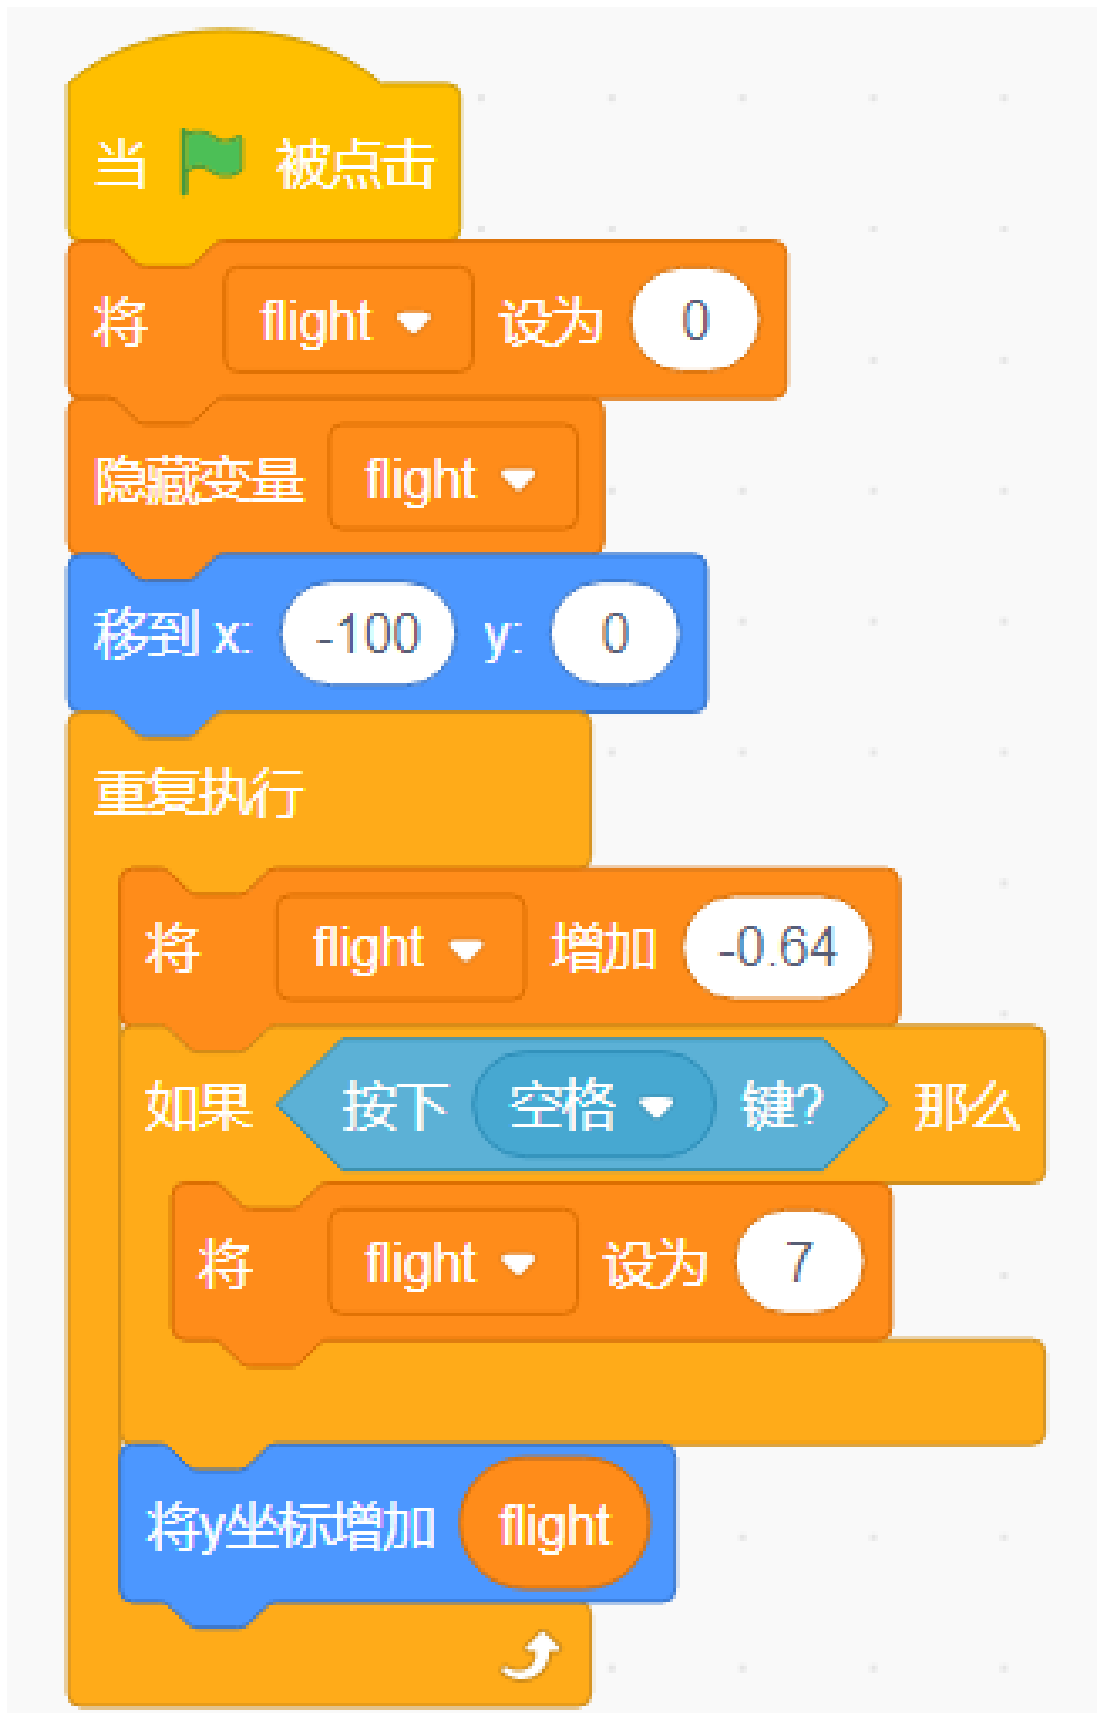 当 被点击
将 flight 设为 0
隐藏变量 flight
移到 x: -100 y: 0
重复执行
将 flight 增加 -0.64
如果 按下 空格 键? 那么
将 flight 设为 7
将y坐标增加 flight